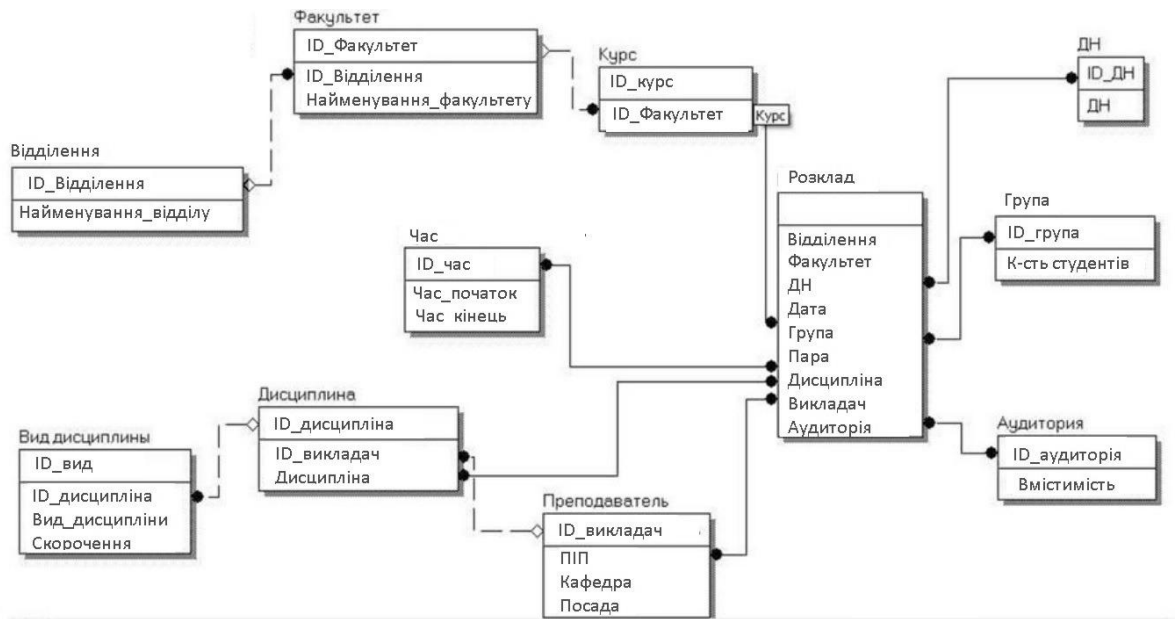 Факультет
ID_Факультет
ID_Відділення
Найменування_факультету
Курс
ID_курс
ID_Факультет
Курс
ДН
ID_ДН
ДН
Відділення
ID_Відділення
Найменування_відділу
Розклад
Відділення
Факультет
ДН
Дата
Група
Пара
Дисципліна
Викладач
Аудиторія
Група
ID_група
К-сть студентів
Час
ID_час
Час_початок
Час кінець
Дисциплина
ID_дисципліна
ID_викладач
Дисципліна
Вид дисциплины
ID_вид
ID_дисципліна
Вид_дисципліни
Скорочення
Преподаватель
ID_викладач
ПІП
Кафедра
Посада
Аудитория
ID_аудиторія
Вмістимість